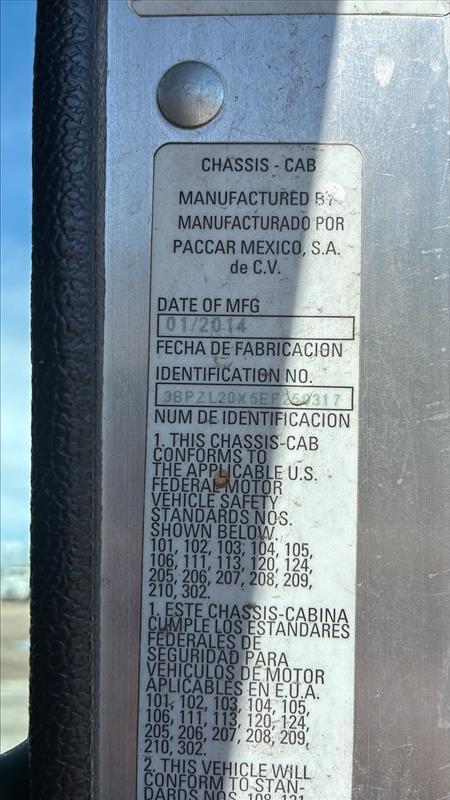 CHASSIS - CAB
MANUFACTURED BY
MANUFACTURADO POR
PACCAR MEXICO, S.A.
de C.V.
DATE OF MFG
01/2014
FECHA DE FABRICACION
IDENTIFICATION NO.
3BPZL20X5EF259317
NUM DE IDENTIFICACION
1. THIS CHASSIS-CAB
CONFORMS TO
THE APPLICABLE U.S.
FEDERAL MOTOR
VEHICLE SAFETY
STANDARDS NOS.
SHOWN BELOW.
101, 102, 103, 104, 105,
106, 111, 113, 120, 124,
205, 206, 207, 208, 209,
210, 302.
1. ESTE CHASSIS-CABINA
CUMPLE LOS ESTANDARES
FEDERALES DE
SEGURIDAD PARA
VEHICULOS DE MOTOR
APLICABLES EN E.U.A.
101, 102, 103, 104, 105,
106, 111, 113, 120, 124,
205, 206, 207, 208, 209,
210, 302.
2. THIS VEHICLE WILL
CONFORM TO STAN-
DARDS NOS. 108, 121,